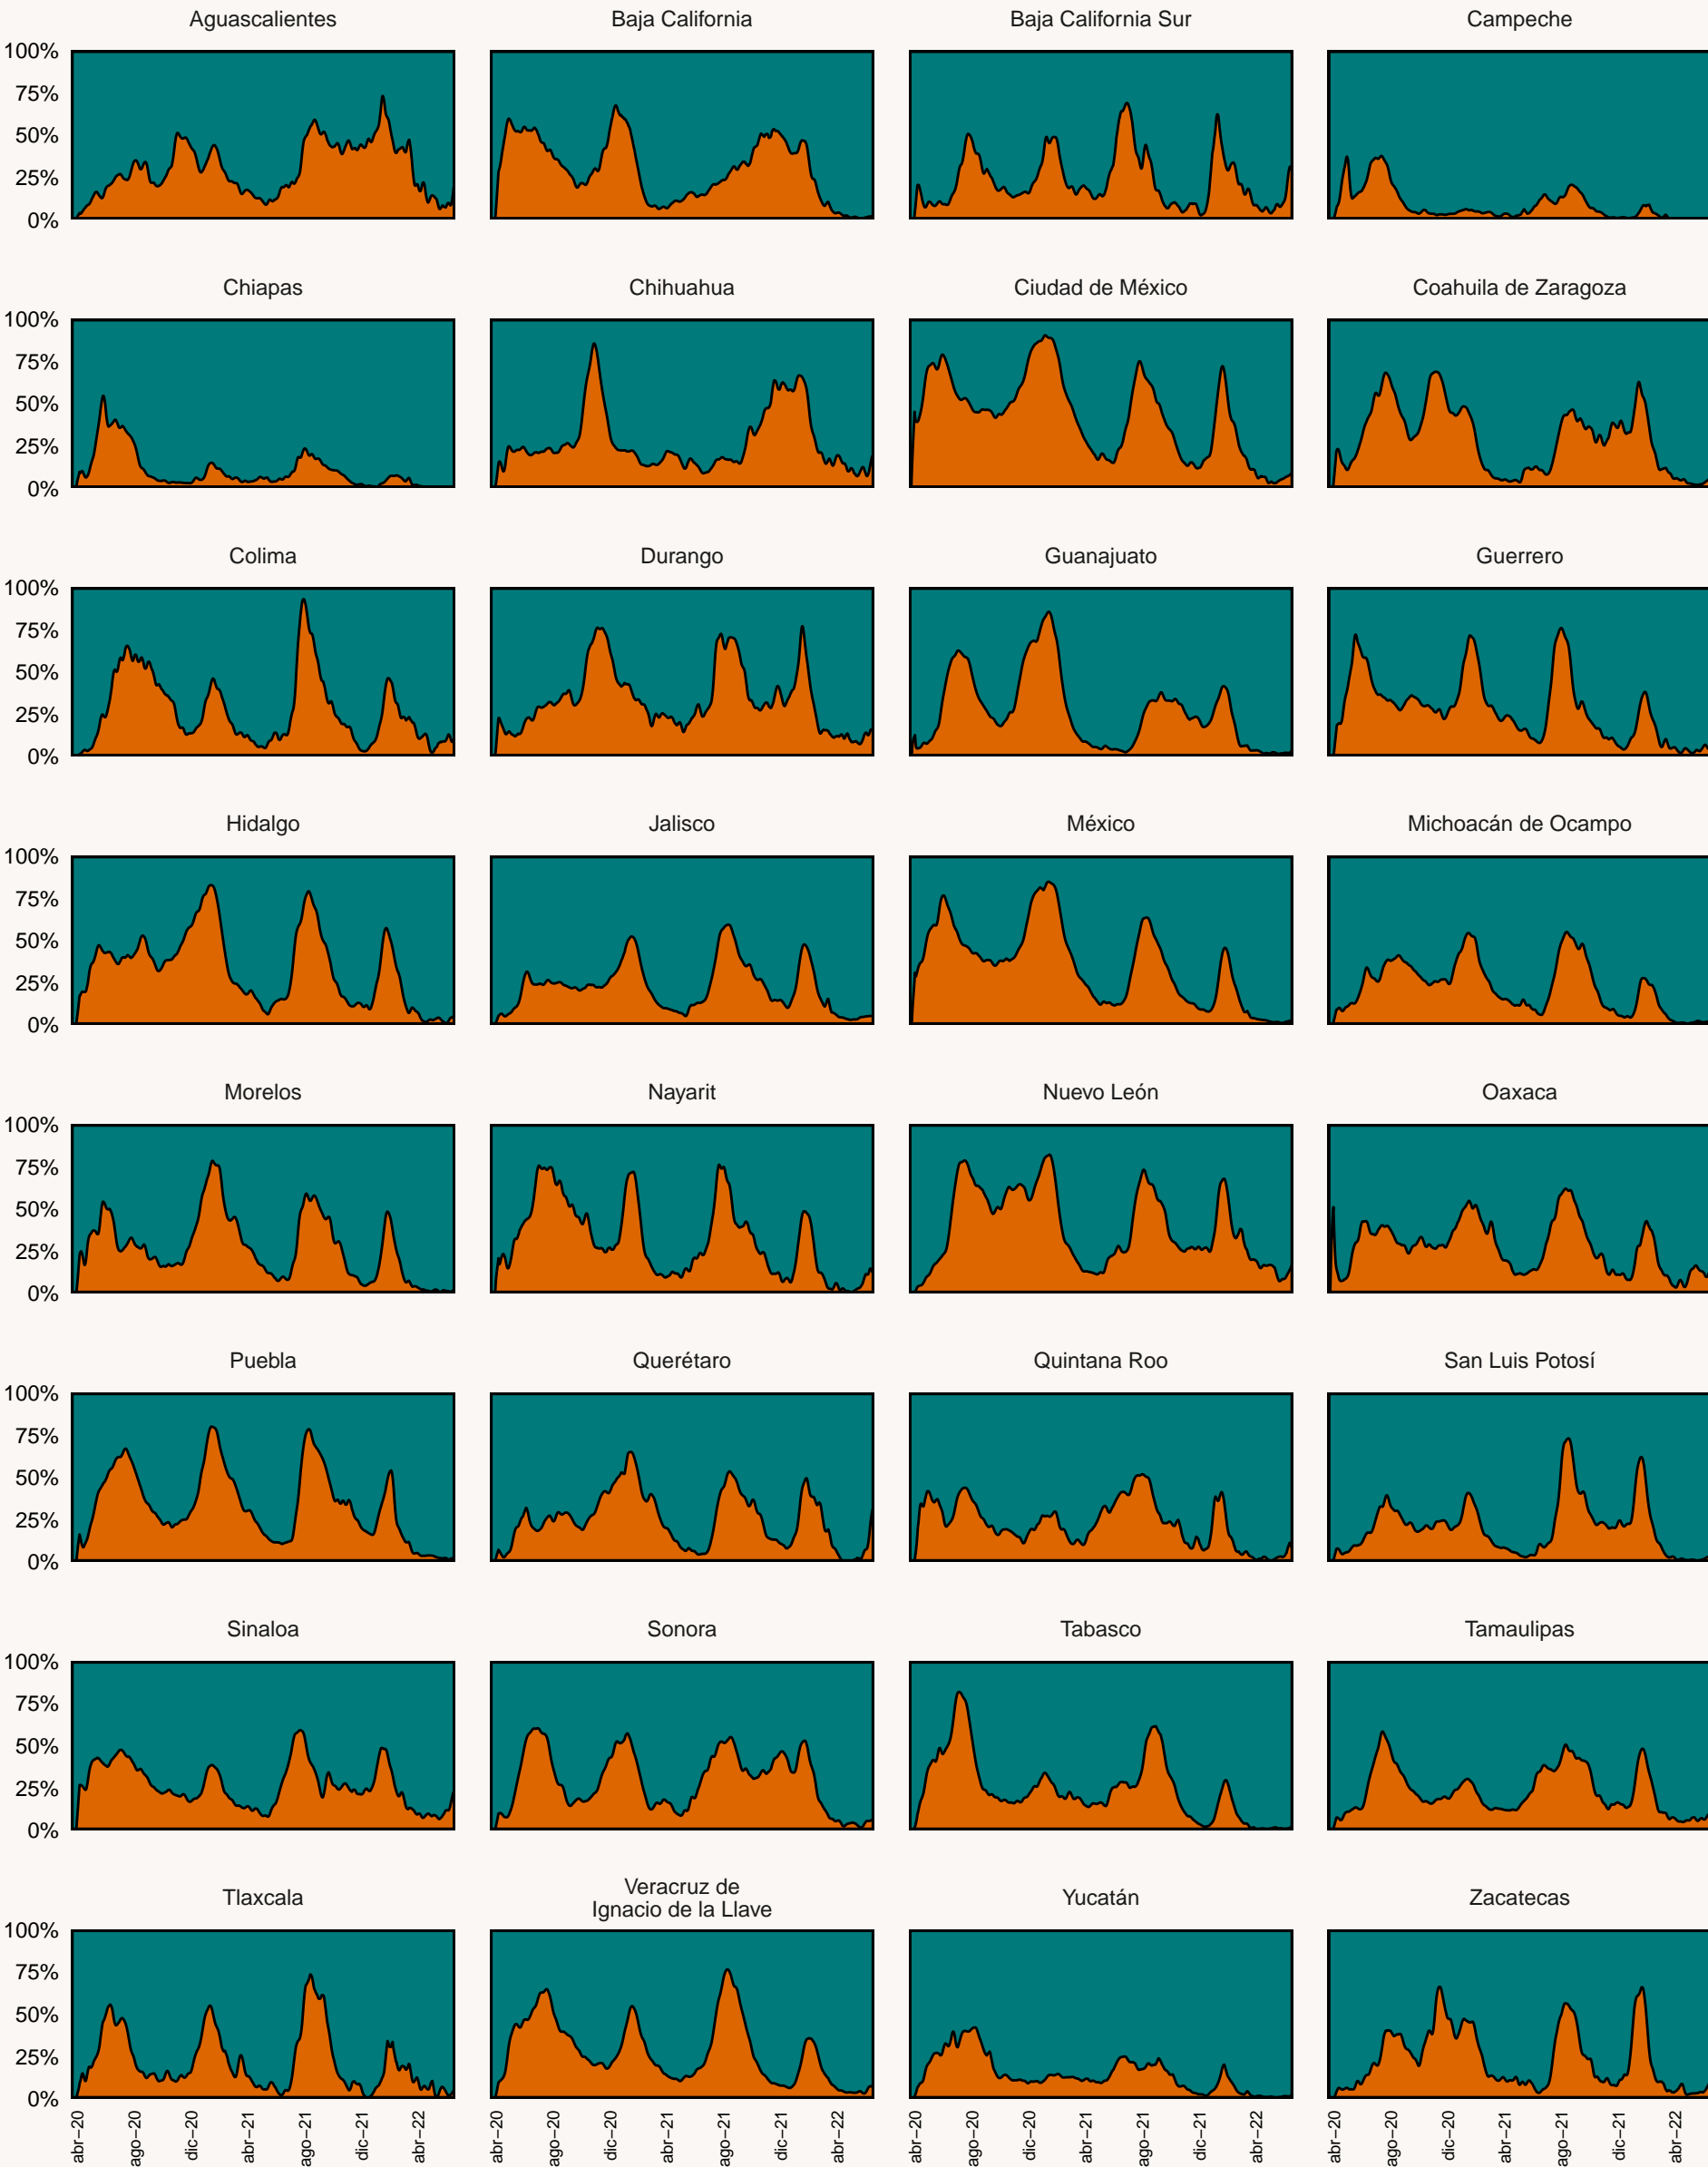 Aguascalientes
Baja California
Baja California Sur
Campeche
100%
75%
50%
25%
0%
Chiapas
Chihuahua
Ciudad de México
Coahuila de Zaragoza
100%
75%
50%
25%
0%
Colima
Durango
Guanajuato
Guerrero
100%
75%
50%
25%
0%
Hidalgo
Jalisco
México
Michoacán de Ocampo
100%
75%
50%
25%
0%
Morelos
Nayarit
Nuevo León
Oaxaca
100%
75%
50%
25%
0%
Puebla
Querétaro
Quintana Roo
San Luis Potosí
100%
75%
50%
25%
0%
Sinaloa
Sonora
Tabasco
Tamaulipas
100%
75%
50%
25%
0%
Tlaxcala
Veracruz de
Ignacio de la Llave
Yucatán
Zacatecas
100%
75%
50%
25%
0%
abr−20
ago−20
dic−20
abr−21
ago−21
dic−21
abr−22
abr−20
ago−20
dic−20
abr−21
ago−21
dic−21
abr−22
abr−20
ago−20
dic−20
abr−21
ago−21
dic−21
abr−22
abr−20
ago−20
dic−20
abr−21
ago−21
dic−21
abr−22